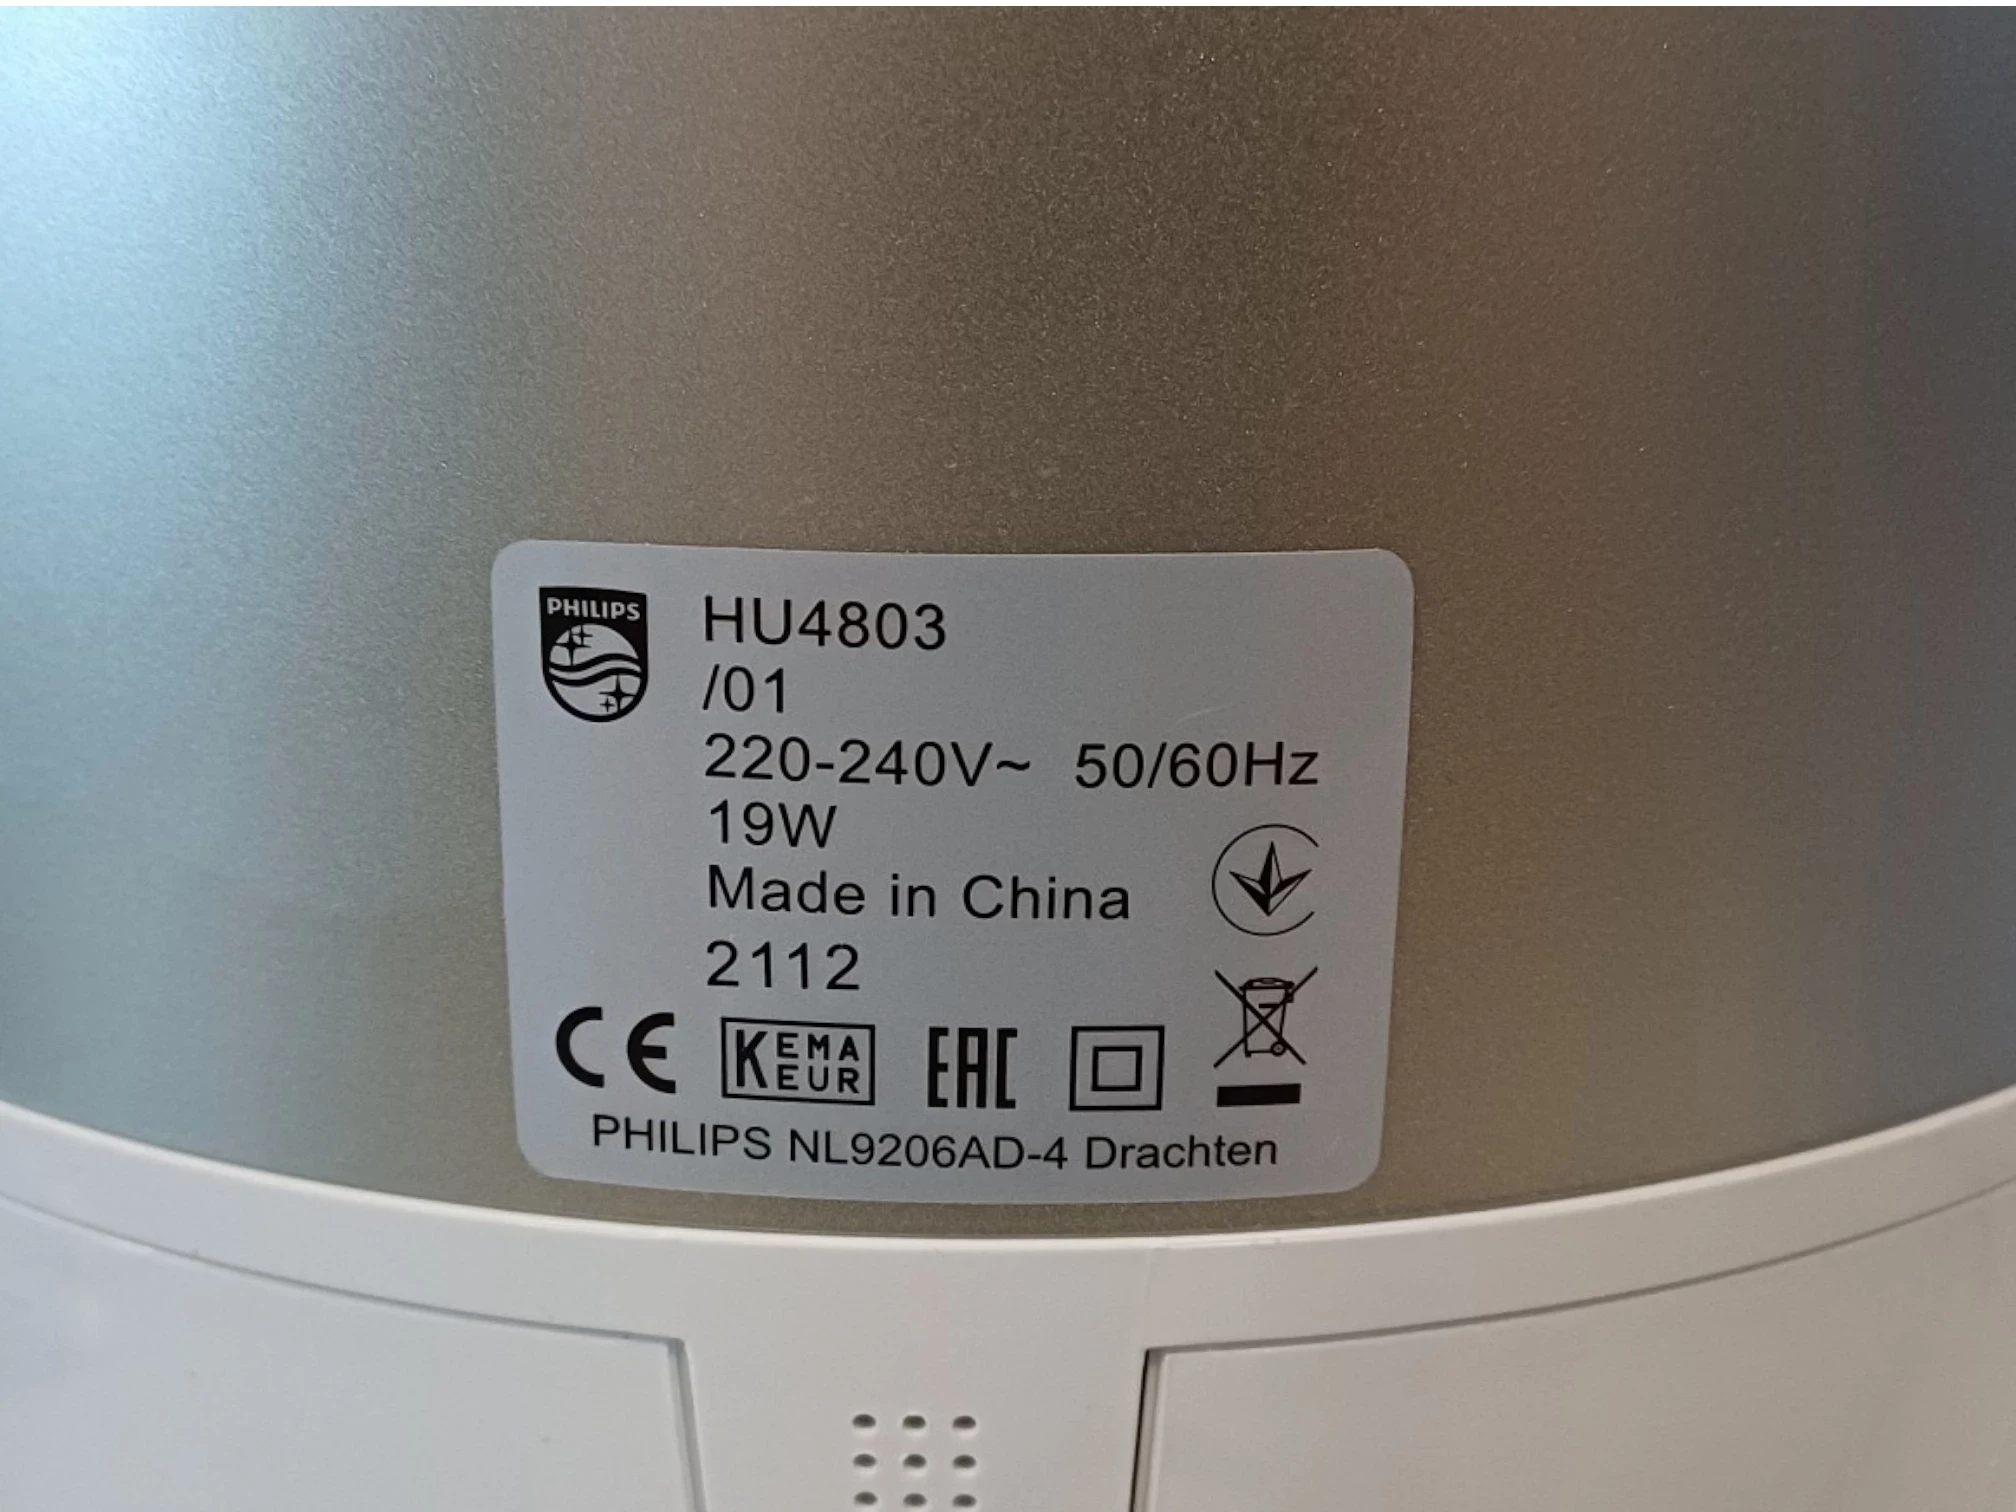 PHILIPS
HU4803
/01
220-240V~ 50/60Hz
19W
Made in China
2112
CE KEMA EUR EAC
PHILIPS NL9206AD-4 Drachten